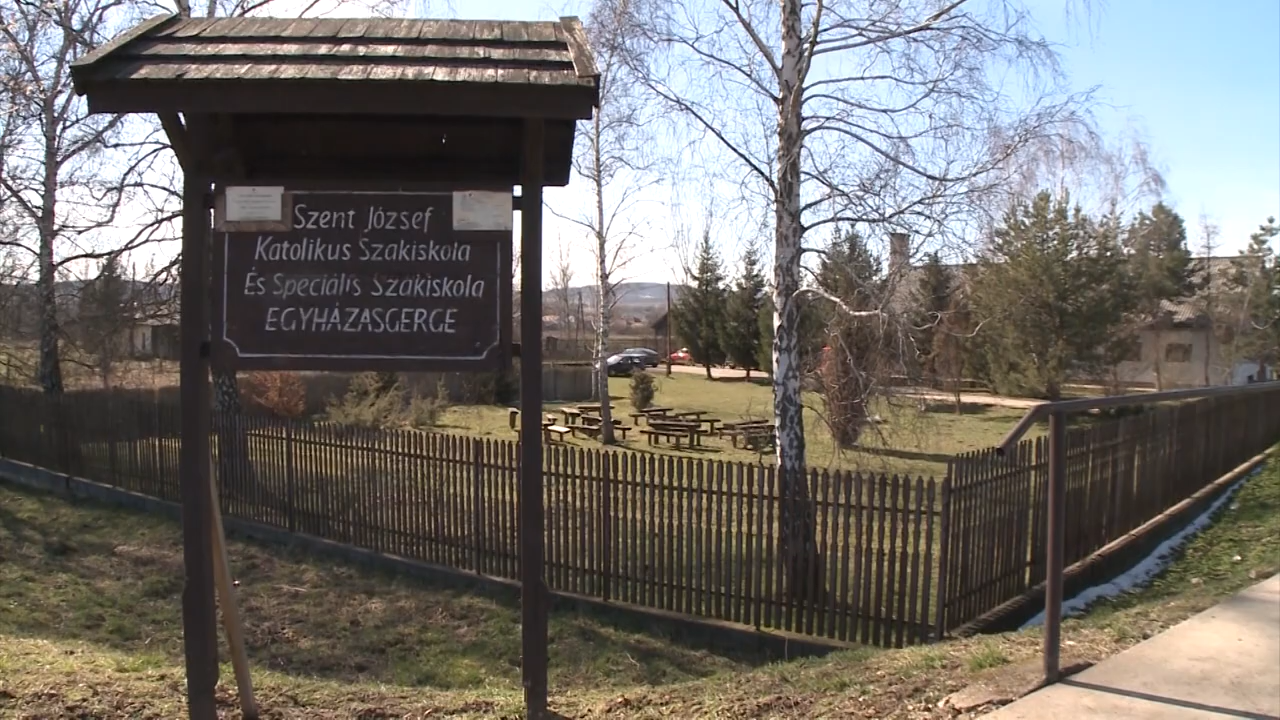 Szent József
Katolikus Szakiskola
És Speciális Szakiskola
EGYHÁZASGERGE